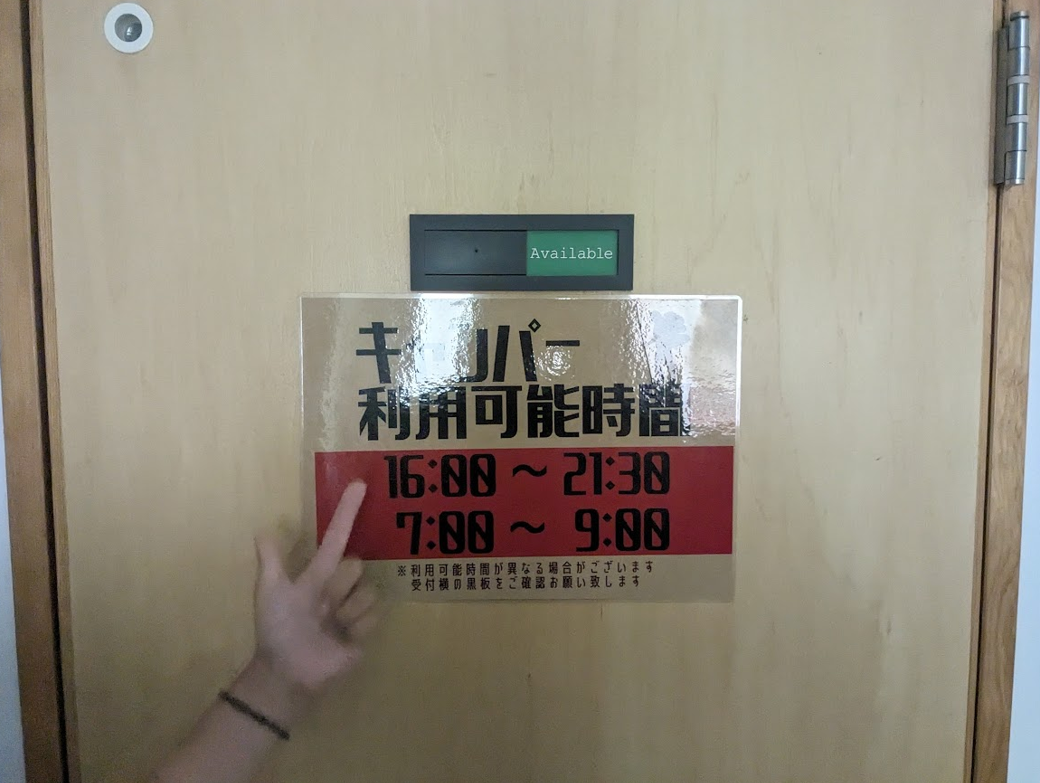 Available
キャンパー
利用可能時間
16:00 ～ 21:30
7:00 ～ 9:00
※利用可能時間が異なる場合がございます
受付横の黒板をご確認お願い致します